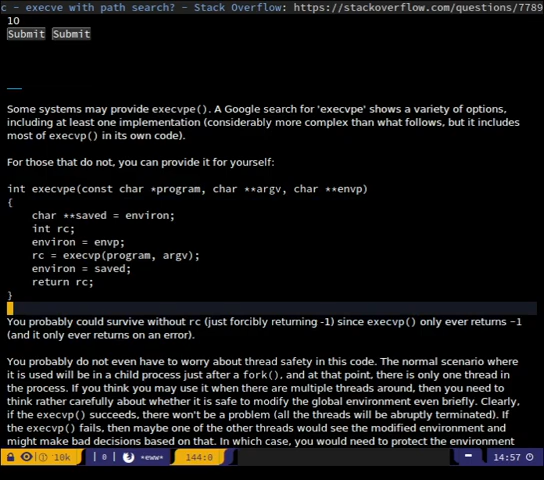 c - execve with path search? - Stack Overflow: https://stackoverflow.com/questions/7789
10
Submit Submit
Some systems may provide execvpe(). A Google search for 'execvpe' shows a variety of options,
including at least one implementation (considerably more complex than what follows, but it includes
most of execvp() in its own code).
For those that do not, you can provide it for yourself:
int execvpe(const char *program, char **argv, char **envp)
{
    char **saved = environ;
    int rc;
    environ = envp;
    rc = execvp(program, argv);
    environ = saved;
    return rc;
}
You probably could survive without rc (just forcibly returning -1) since execvp() only ever returns -1
(and it only ever returns on an error).
You probably do not even have to worry about thread safety in this code. The normal scenario where
it is used will be in a child process just after a fork(), and at that point, there is only one thread in
the process. If you think you may use it when there are multiple threads around, then you need to
think rather carefully about whether it is safe to modify the global environment even briefly. Clearly,
if the execvp() succeeds, there won't be a problem (all the threads will be abruptly terminated). If
the execvp() fails, then maybe one of the other threads would see the modified environment and
might make bad decisions based on that. In which case, you would need to protect the environment
10k | 0 *eww* 144:0 14:57